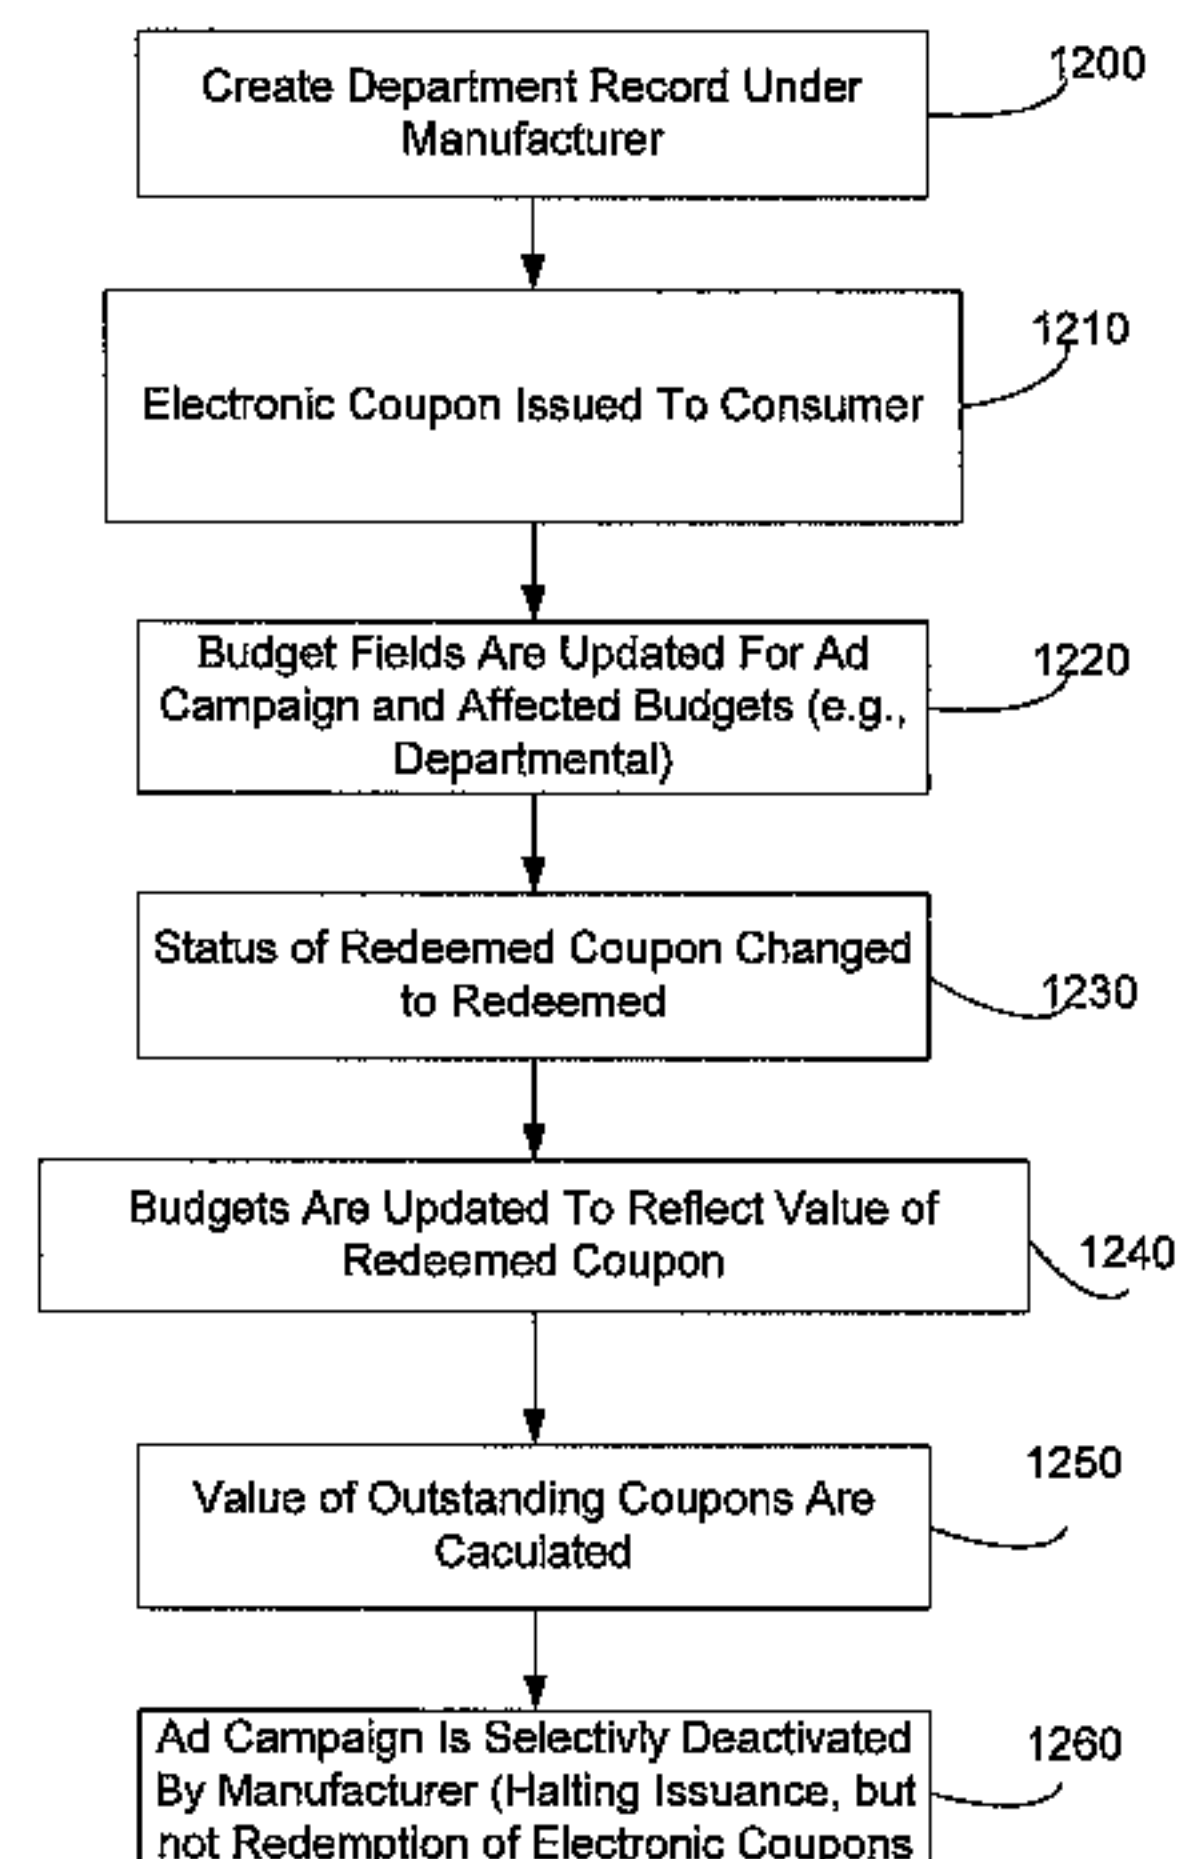 Create Department Record Under
Manufacturer
1200
Electronic Coupon Issued To Consumer
1210
Budget Fields Are Updated For Ad
Campaign and Affected Budgets (e.g.,
Departmental)
1220
Status of Redeemed Coupon Changed
to Redeemed
1230
Budgets Are Updated To Reflect Value of
Redeemed Coupon
1240
Value of Outstanding Coupons Are
Caculated
1250
Ad Campaign Is Selectivly Deactivated
By Manufacturer (Halting Issuance, but
not Redemption of Electronic Coupons
1260